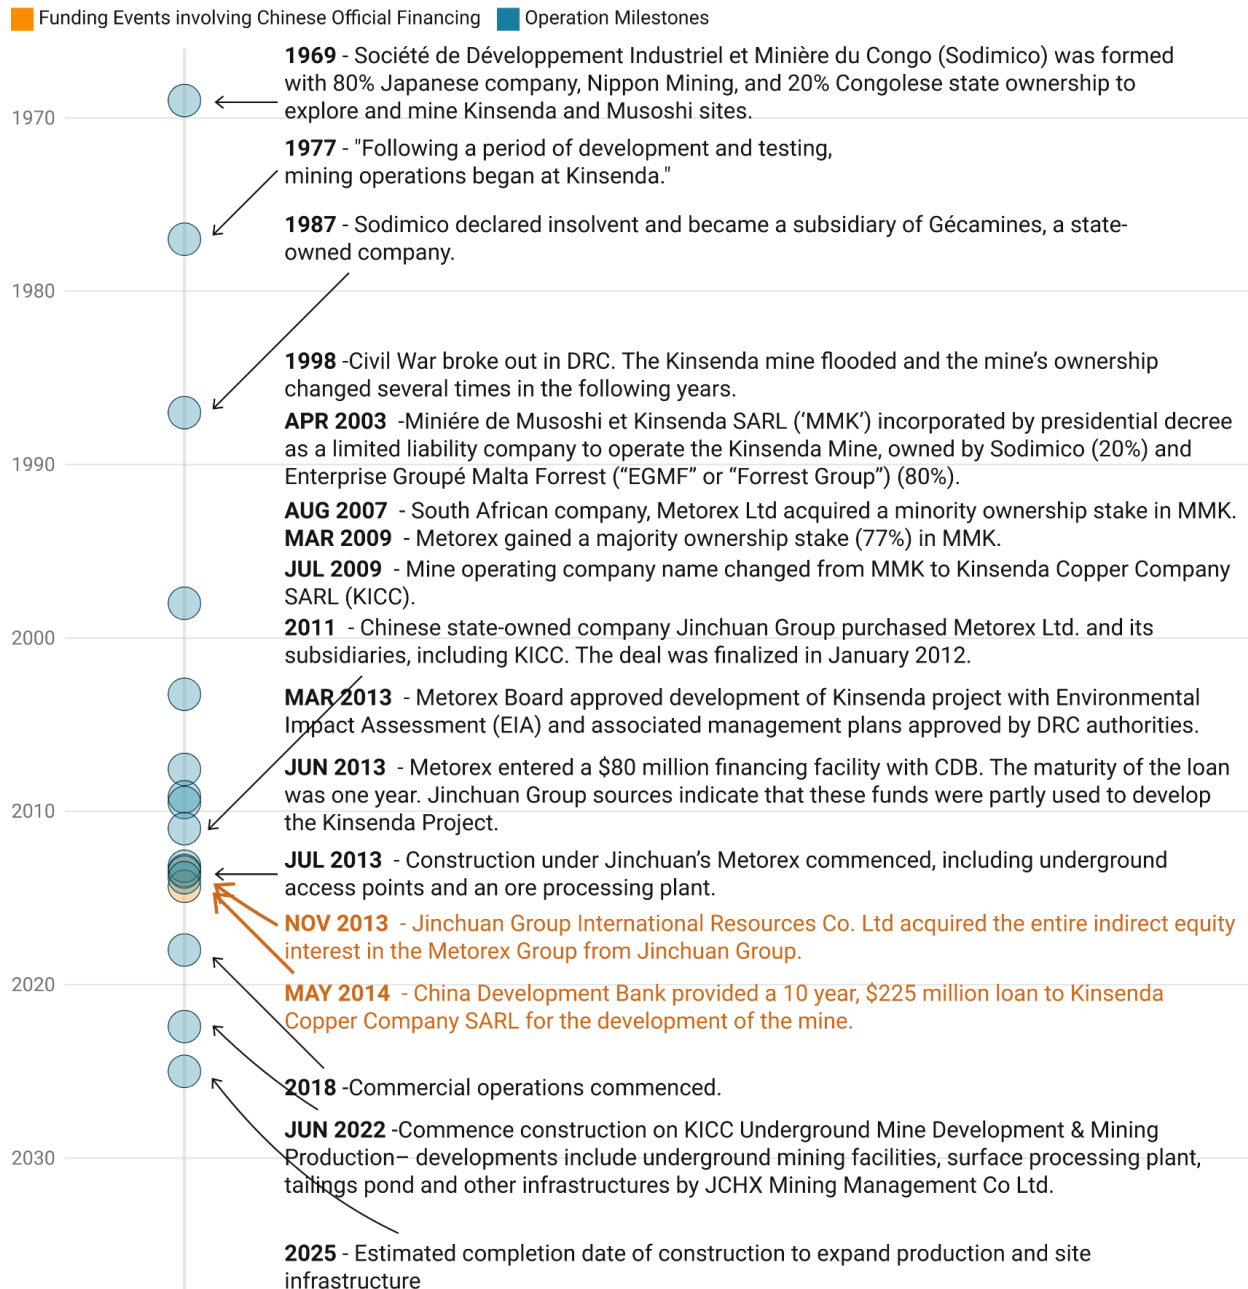 Funding Events involving Chinese Official Financing Operation Milestones
1969 - Société de Développement Industriel et Minière du Congo (Sodimico) was formed
with 80% Japanese company, Nippon Mining, and 20% Congolese state ownership to
explore and mine Kinsenda and Musoshi sites.
1970
1977 - "Following a period of development and testing,
mining operations began at Kinsenda."
1987 - Sodimico declared insolvent and became a subsidiary of Gécamines, a state-
owned company.
1980
1998 -Civil War broke out in DRC. The Kinsenda mine flooded and the mine’s ownership
changed several times in the following years.
APR 2003 -Miniére de Musoshi et Kinsenda SARL (‘MMK’) incorporated by presidential decree
as a limited liability company to operate the Kinsenda Mine, owned by Sodimico (20%) and
1990
Enterprise Groupé Malta Forrest (“EGMF” or “Forrest Group”) (80%).
AUG 2007 - South African company, Metorex Ltd acquired a minority ownership stake in MMK.
MAR 2009 - Metorex gained a majority ownership stake (77%) in MMK.
JUL 2009 - Mine operating company name changed from MMK to Kinsenda Copper Company
SARL (KICC).
2011 - Chinese state-owned company Jinchuan Group purchased Metorex Ltd. and its
2000
subsidiaries, including KICC. The deal was finalized in January 2012.
MAR 2013 - Metorex Board approved development of Kinsenda project with Environmental
Impact Assessment (EIA) and associated management plans approved by DRC authorities.
JUN 2013 - Metorex entered a $80 million financing facility with CDB. The maturity of the loan
was one year. Jinchuan Group sources indicate that these funds were partly used to develop
2010
the Kinsenda Project.
JUL 2013 - Construction under Jinchuan’s Metorex commenced, including underground
access points and an ore processing plant.
NOV 2013 - Jinchuan Group International Resources Co. Ltd acquired the entire indirect equity
interest in the Metorex Group from Jinchuan Group.
2020
MAY 2014 - China Development Bank provided a 10 year, $225 million loan to Kinsenda
Copper Company SARL for the development of the mine.
2018 -Commercial operations commenced.
JUN 2022 -Commence construction on KICC Underground Mine Development & Mining
2030
Production– developments include underground mining facilities, surface processing plant,
tailings pond and other infrastructures by JCHX Mining Management Co Ltd.
2025 - Estimated completion date of construction to expand production and site
infrastructure